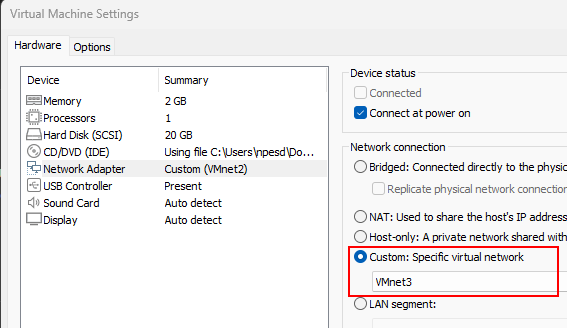 Virtual Machine Settings
Hardware Options
Device Summary
Memory 2 GB
Processors 1
Hard Disk (SCSI) 20 GB
CD/DVD (IDE) Using file C:\Users\npesd\Do...
Network Adapter Custom (VMnet2)
USB Controller Present
Sound Card Auto detect
Display Auto detect
Device status
Connected
Connect at power on
Network connection
Bridged: Connected directly to the physic
Replicate physical network connection
NAT: Used to share the host's IP address
Host-only: A private network shared with
Custom: Specific virtual network
VMnet3
LAN segment: